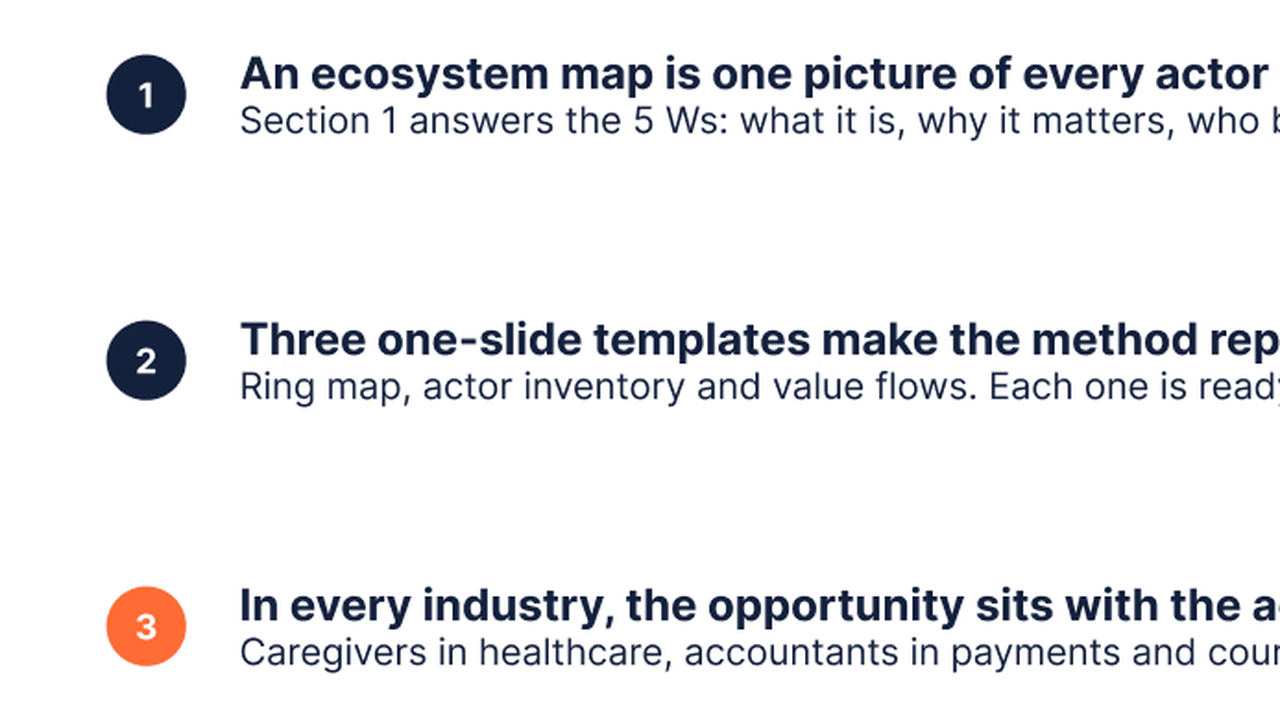 1
An ecosystem map is one picture of every actor
Section 1 answers the 5 Ws: what it is, why it matters, who
2
Three one-slide templates make the method
Ring map, actor inventory and value flows. Each one is ready
3
In every industry, the opportunity sits with the
Caregivers in healthcare, accountants in payments and